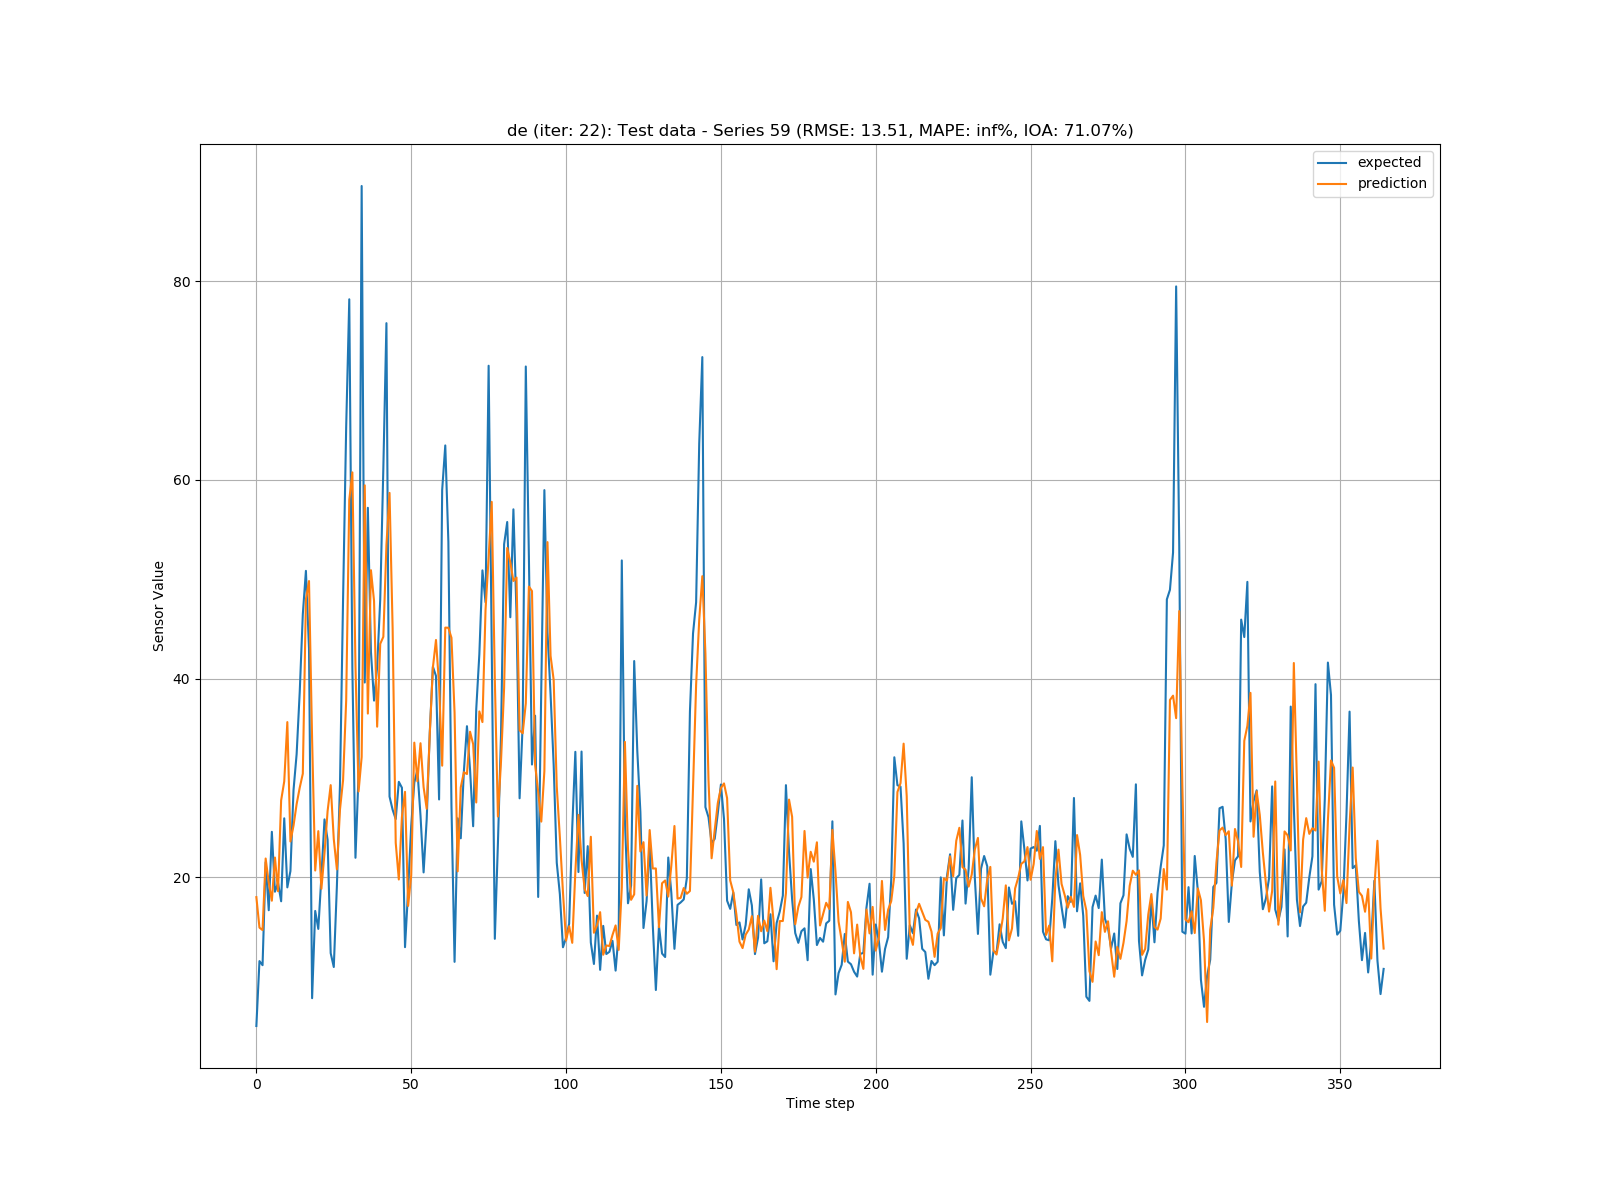 de (iter: 22): Test data - Series 59 (RMSE: 13.51, MAPE: inf%, IOA: 71.07%)
expected
prediction
80
60
40
20
Sensor Value
0 50 100 150 200 250 300 350
Time step